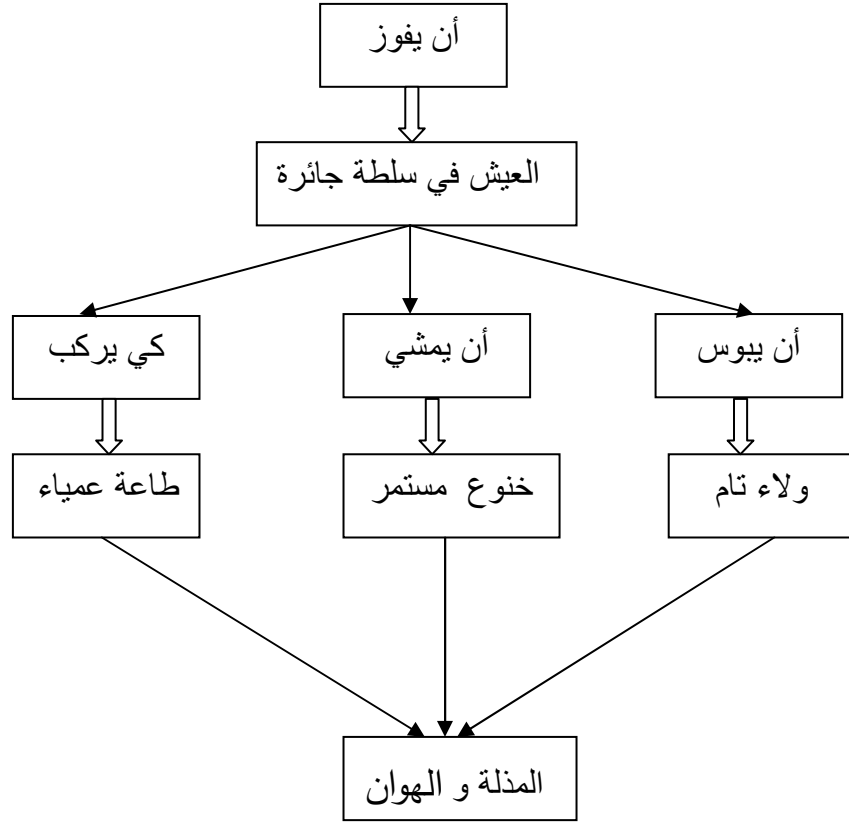 أن يفوز
العيش في سلطة جائرة
أن يبوس
أن يمشي
كي يركب
ولاء تام
خنوع مستمر
طاعة عمياء
المذلة و الهوان